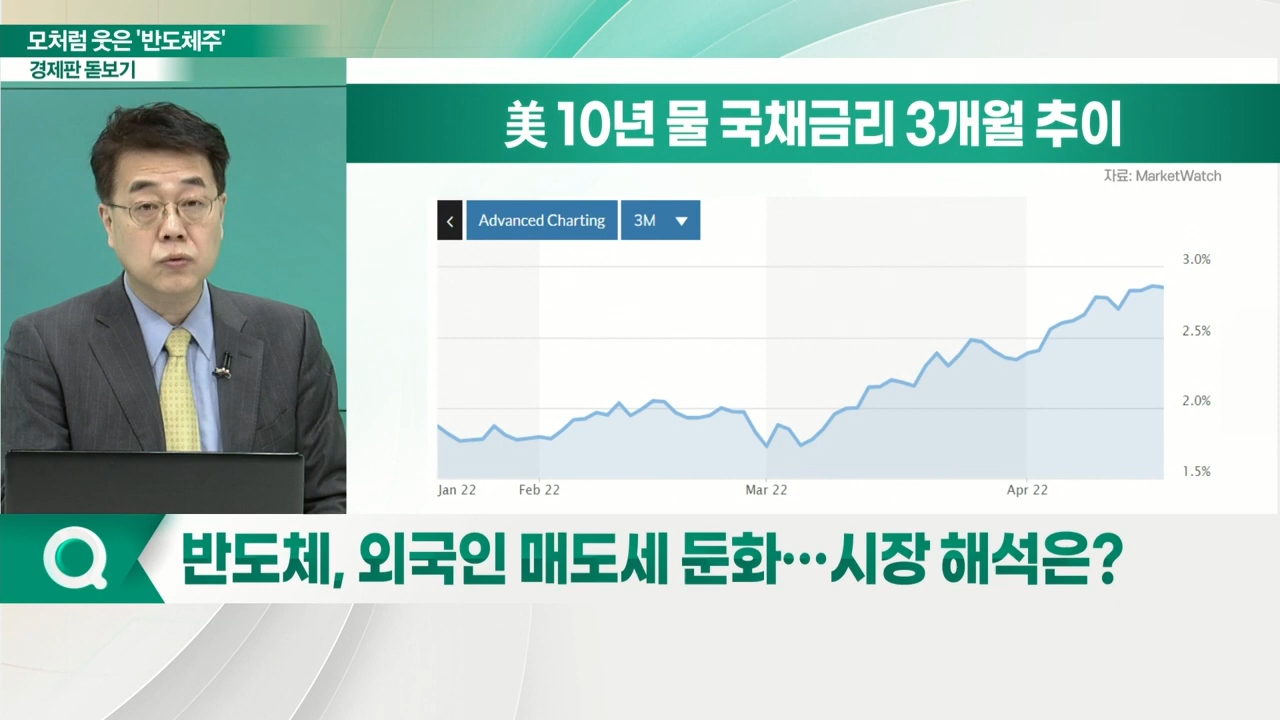 모처럼 웃은 '반도체주'
경제판 돋보기
美 10년 물 국채금리 3개월 추이
자료: MarketWatch
< Advanced Charting 3M ▼
3.0%
2.5%
2.0%
1.5%
Jan 22 Feb 22 Mar 22 Apr 22
Q 반도체, 외국인 매도세 둔화…시장 해석은?